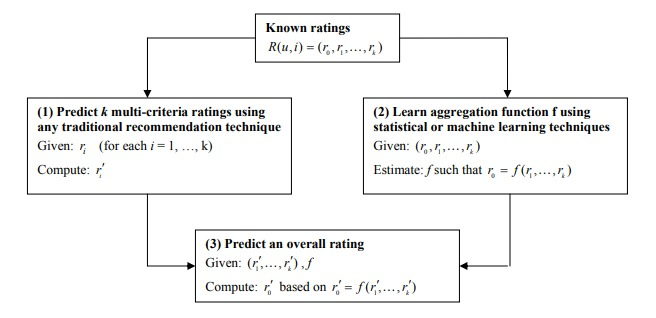 Known ratings
R(u,i) = (r₀,r₁,…,rₖ)
(1) Predict k multi-criteria ratings using
any traditional recommendation technique
Given: rᵢ (for each i = 1, …, k)
Compute: rᵢ′
(2) Learn aggregation function f using
statistical or machine learning techniques
Given: (r₀,r₁,…,rₖ)
Estimate: f such that r₀ = f(r₁,…,rₖ)
(3) Predict an overall rating
Given: (r₁′,…,rₖ′),f
Compute: r₀′ based on r₀′ = f(r₁′,…,rₖ′)